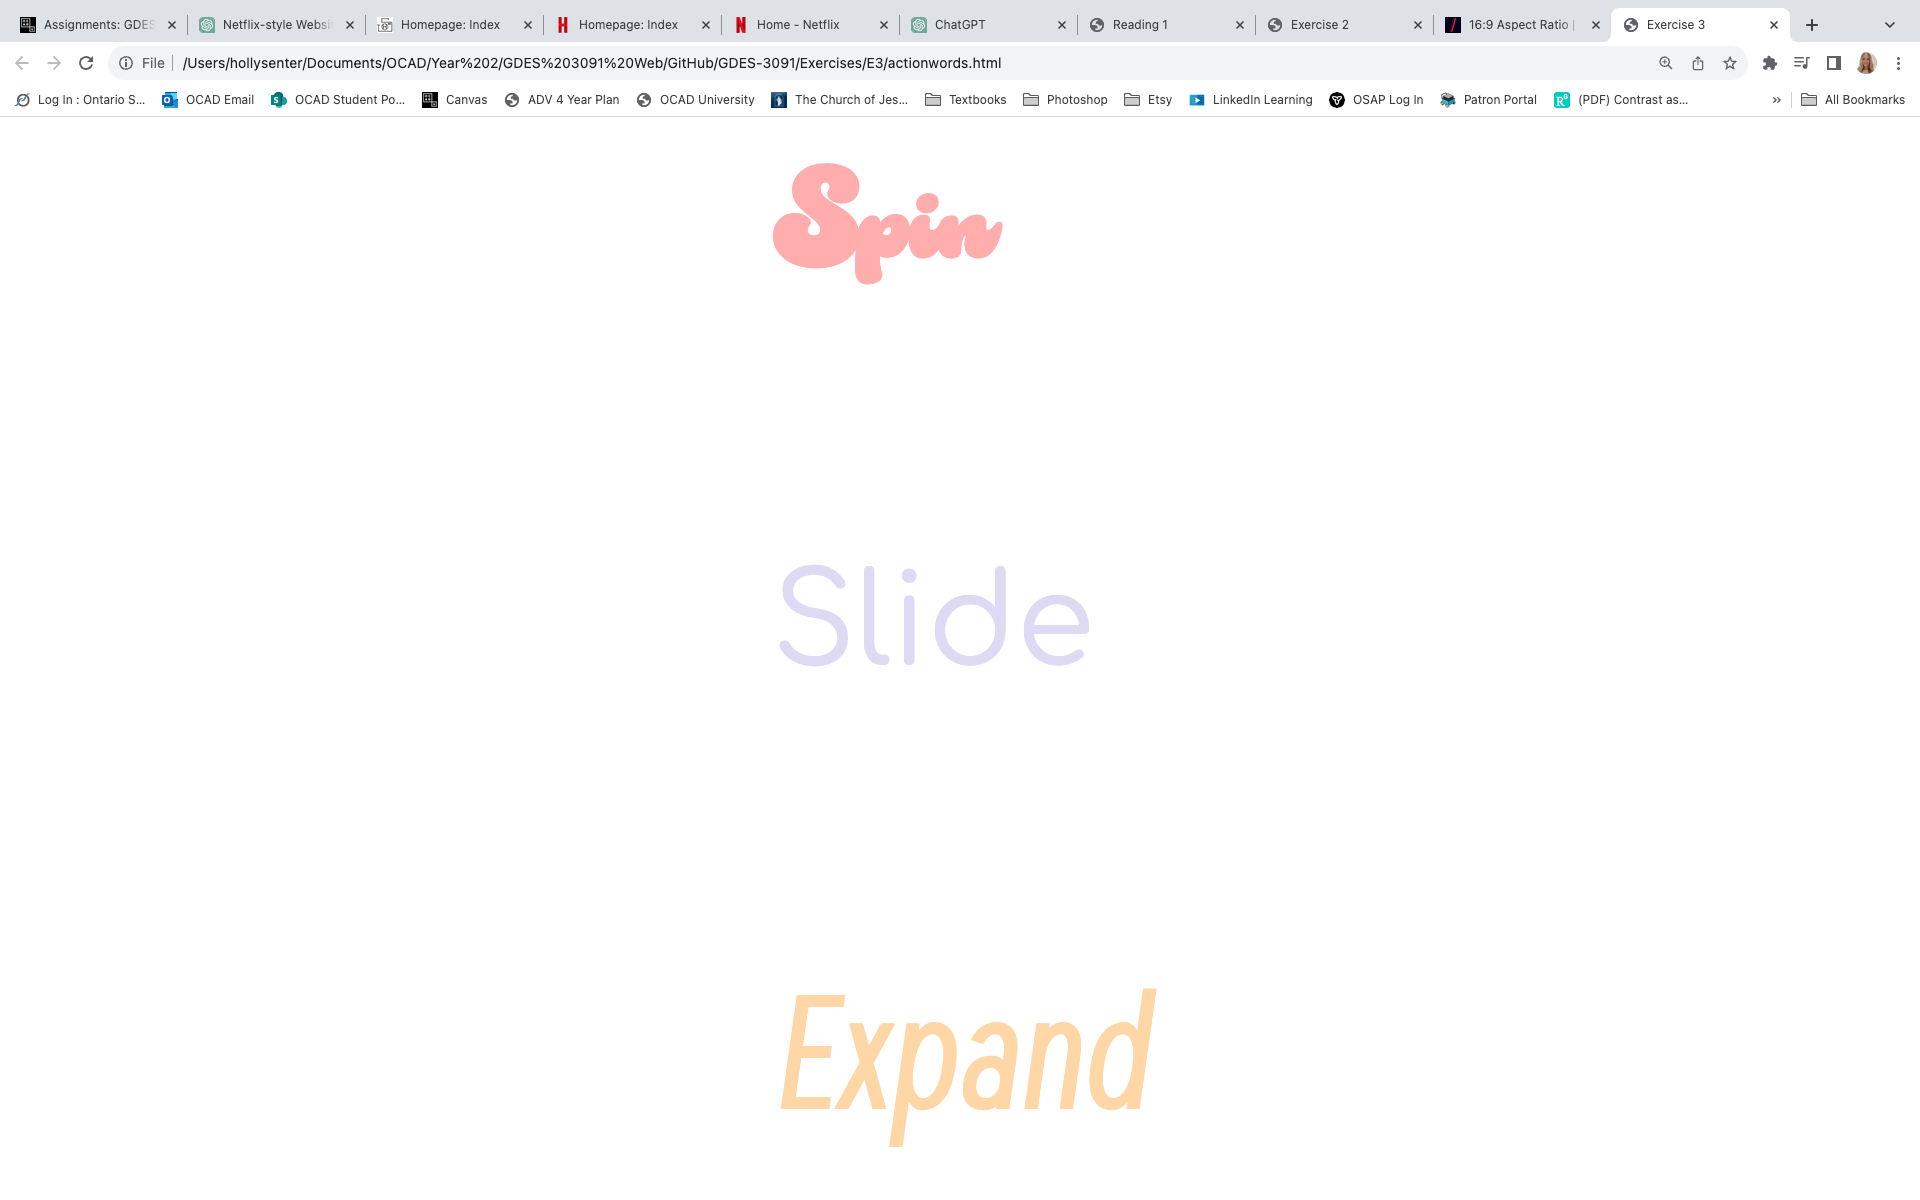 Assignments: GDES Netflix-style Websi Homepage: Index Homepage: Index Home - Netflix ChatGPT Reading 1 Exercise 2 16:9 Aspect Ratio | Exercise 3
File /Users/hollysenter/Documents/OCAD/Year%202/GDES%203091%20Web/GitHub/GDES-3091/Exercises/E3/actionwords.html
Log In : Ontario S... OCAD Email OCAD Student Po... Canvas ADV 4 Year Plan OCAD University The Church of Jes... Textbooks Photoshop Etsy LinkedIn Learning OSAP Log In Patron Portal (PDF) Contrast as... » All Bookmarks
Spin
Slide
Expand